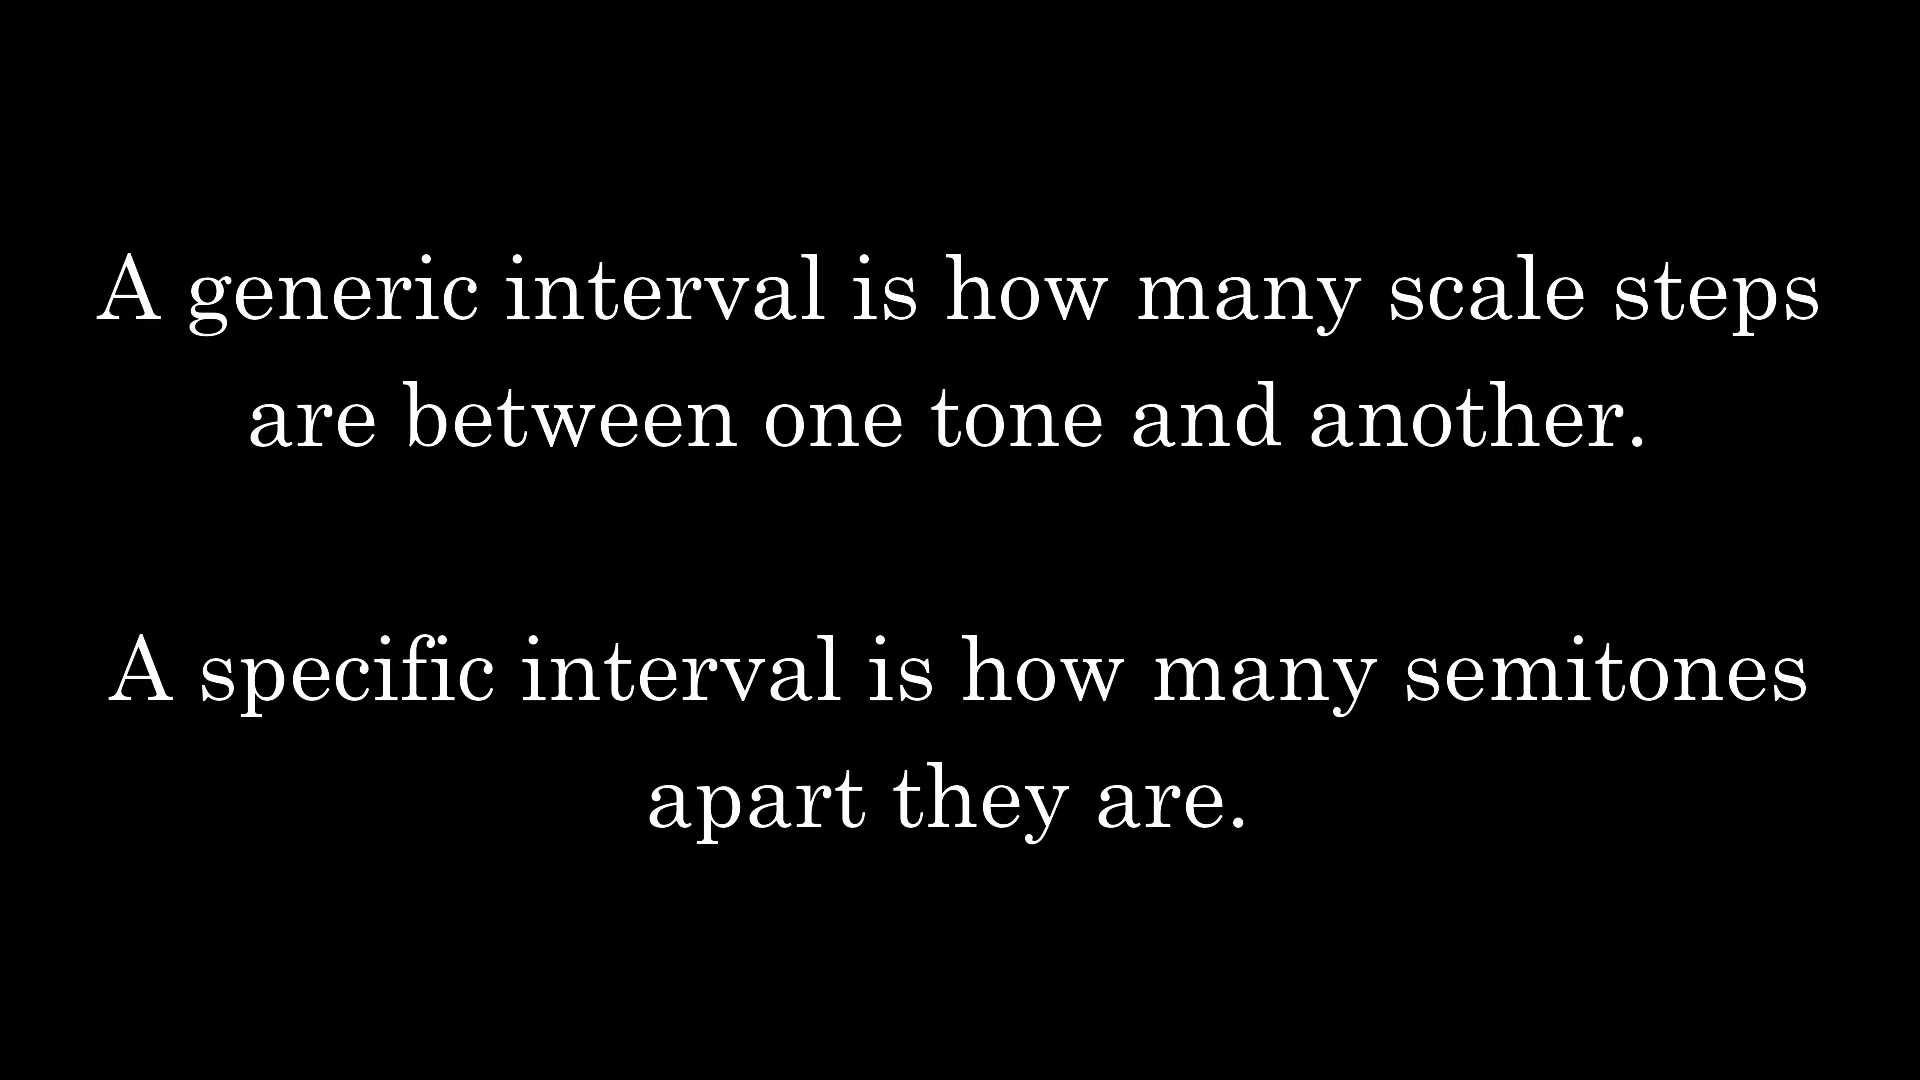 A generic interval is how many scale steps
are between one tone and another.
A specific interval is how many semitones
apart they are.